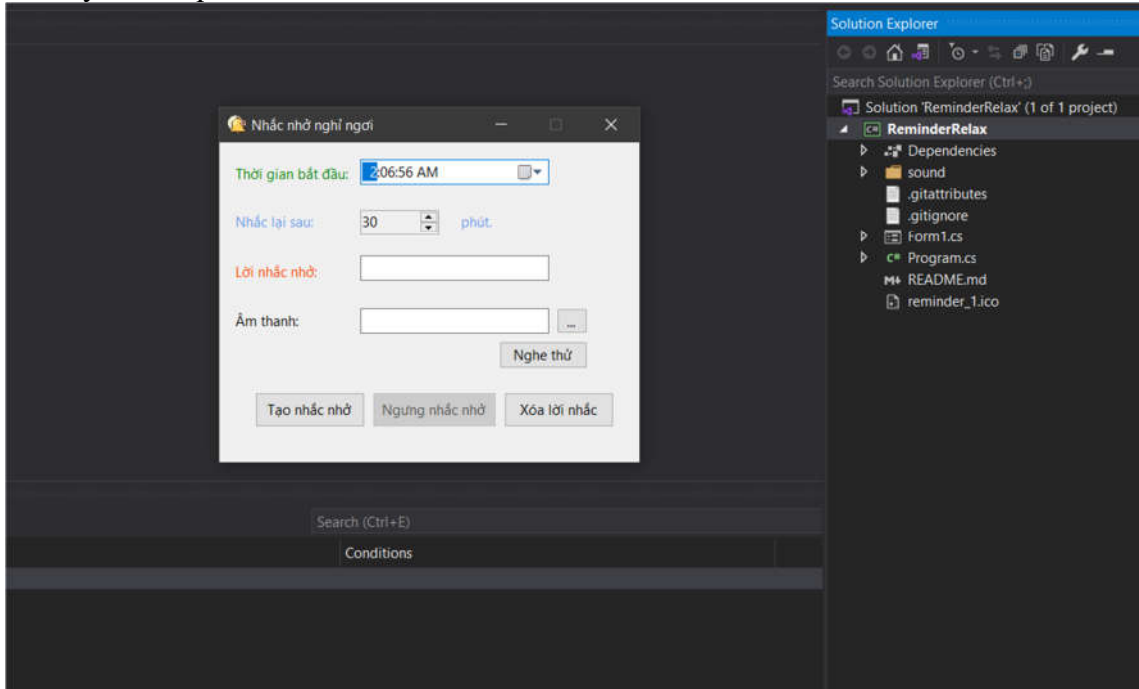 Solution Explorer
Search Solution Explorer (Ctrl+;)
Solution 'ReminderRelax' (1 of 1 project)
ReminderRelax
Dependencies
sound
.gitattributes
.gitignore
Form1.cs
C# Program.cs
M↓ README.md
reminder_1.ico
Nhắc nhở nghỉ ngơi
Thời gian bắt đầu: 2:06:56 AM
Nhắc lại sau: 30 phút.
Lời nhắc nhở:
Âm thanh: ...
Nghe thử
Tạo nhắc nhở Ngưng nhắc nhở Xóa lời nhắc
Search (Ctrl+E)
Conditions